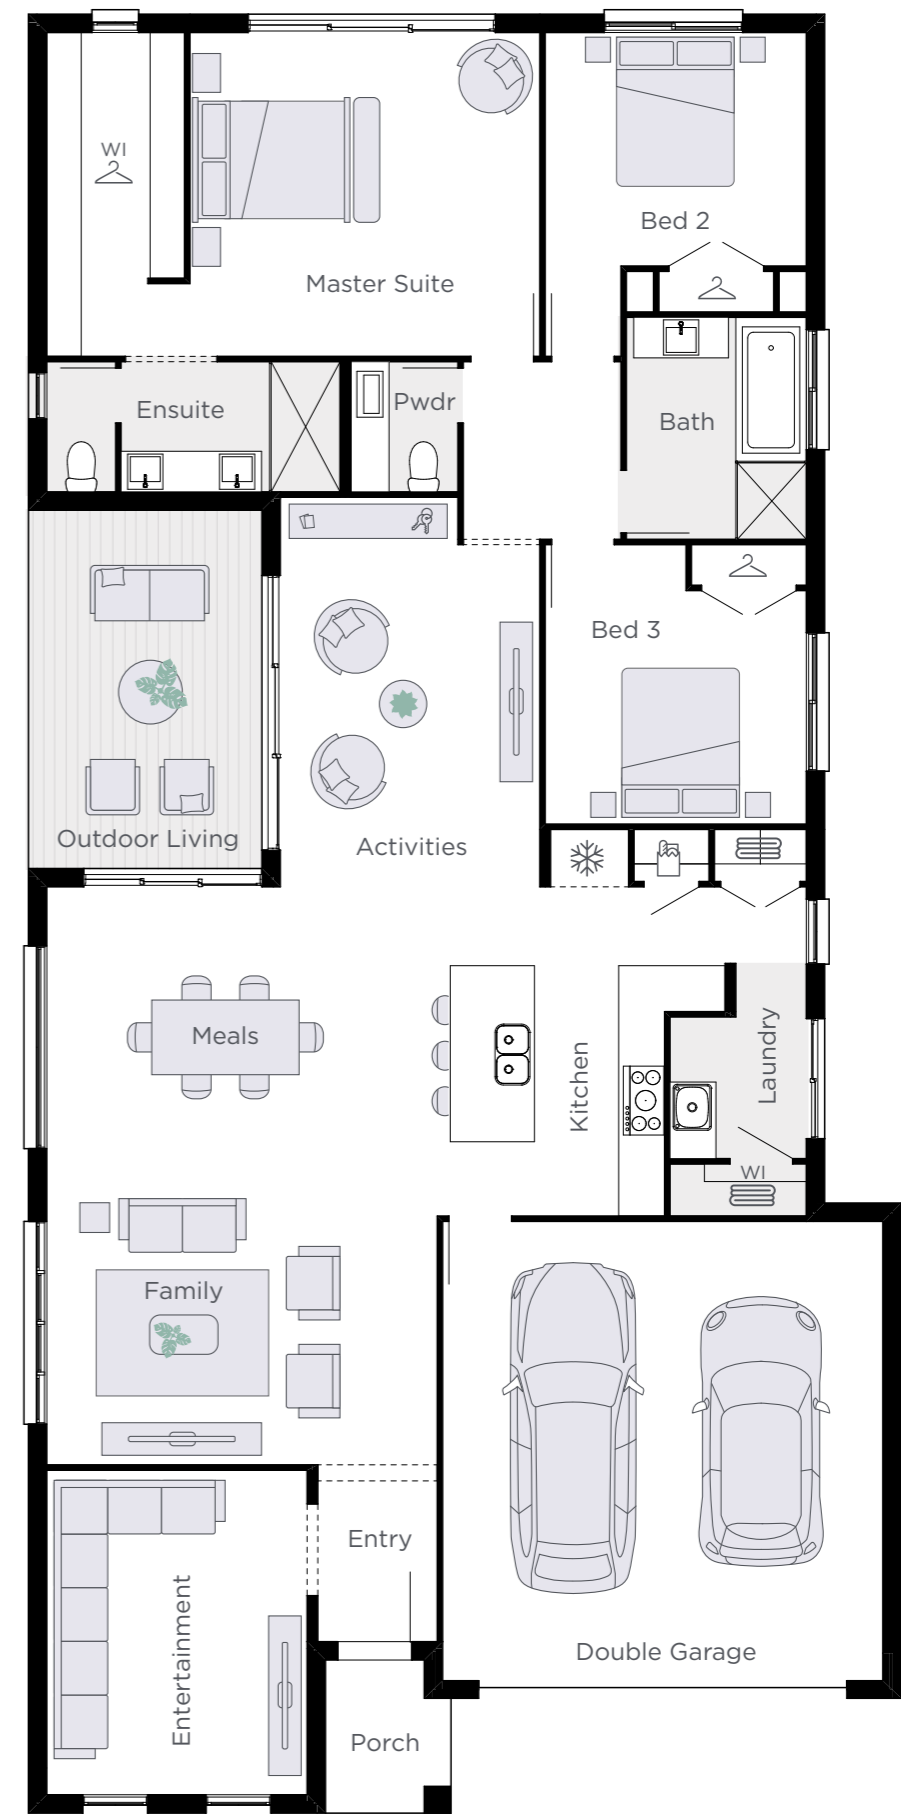 WI
Bed 2
Master Suite
Ensuite
Pwdr
Bath
Bed 3
Outdoor Living
Activities
Meals
Kitchen
Laundry
WI
Family
Entry
Entertainment
Double Garage
Porch